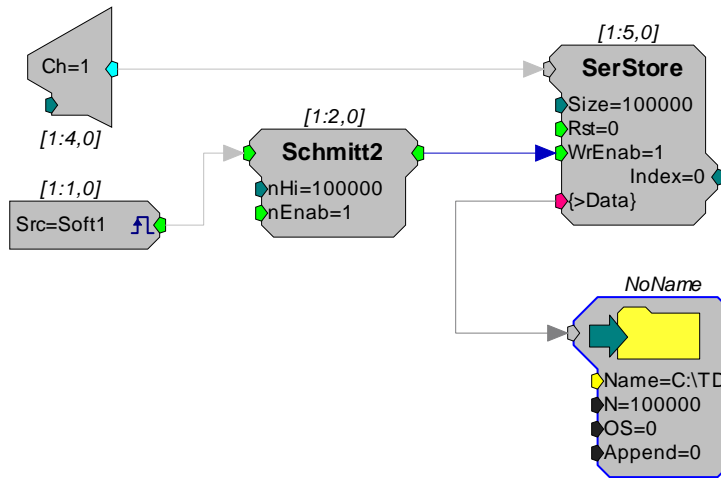 [1:5,0]
Ch=1
SerStore
Size=100000
[1:2,0]
Rst=0
[1:4,0]
Schmitt2
WrEnab=1
Index=0
[1:1,0]
nHi=100000
{>Data}
nEnab=1
Src=Soft1
NoName
Name=C:\TD
N=100000
OS=0
Append=0